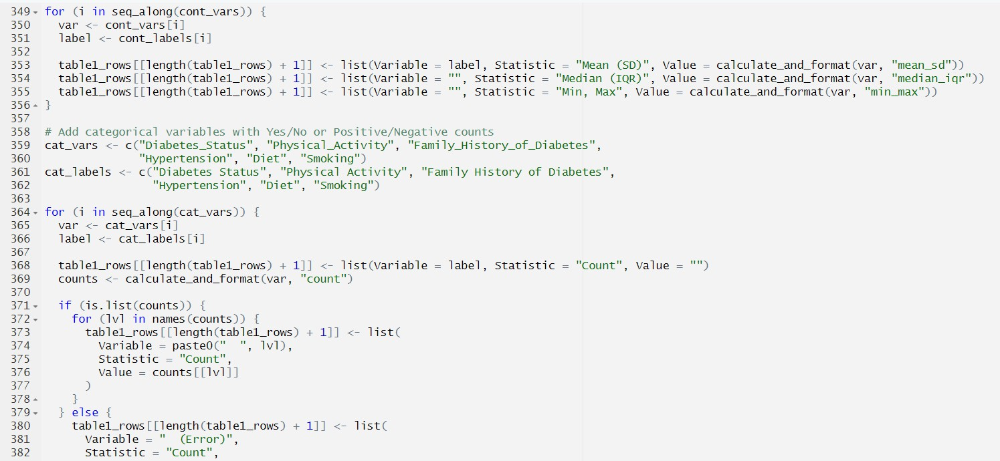 349 for (i in seq_along(cont_vars)) {
350   var <- cont_vars[i]
351   label <- cont_labels[i]
352
353   table1_rows[[length(table1_rows) + 1]] <- list(Variable = label, Statistic = "Mean (SD)", Value = calculate_and_format(var, "mean_sd"))
354   table1_rows[[length(table1_rows) + 1]] <- list(Variable = "", Statistic = "Median (IQR)", Value = calculate_and_format(var, "median_iqr"))
355   table1_rows[[length(table1_rows) + 1]] <- list(Variable = "", Statistic = "Min, Max", Value = calculate_and_format(var, "min_max"))
356 }
357
358 # Add categorical variables with Yes/No or Positive/Negative counts
359 cat_vars <- c("Diabetes_Status", "Physical_Activity", "Family_History_of_Diabetes",
360               "Hypertension", "Diet", "Smoking")
361 cat_labels <- c("Diabetes Status", "Physical Activity", "Family History of Diabetes",
362                 "Hypertension", "Diet", "Smoking")
363
364 for (i in seq_along(cat_vars)) {
365   var <- cat_vars[i]
366   label <- cat_labels[i]
367
368   table1_rows[[length(table1_rows) + 1]] <- list(Variable = label, Statistic = "Count", Value = "")
369   counts <- calculate_and_format(var, "count")
370
371   if (is.list(counts)) {
372     for (lvl in names(counts)) {
373       table1_rows[[length(table1_rows) + 1]] <- list(
374         Variable = paste0("  ", lvl),
375         Statistic = "Count",
376         Value = counts[[lvl]]
377       )
378     }
379   } else {
380     table1_rows[[length(table1_rows) + 1]] <- list(
381       Variable = "  (Error)",
382       Statistic = "Count",